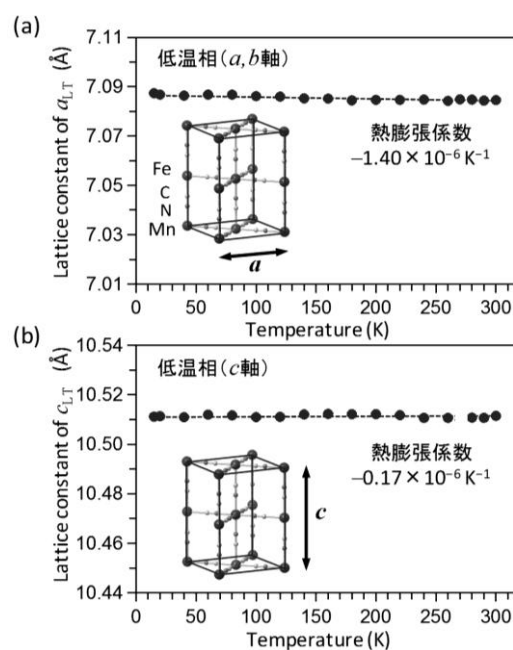 (a)
7.11
7.09
7.07
7.05
7.03
7.01
Lattice constant of a_LT (Å)
低温相(a,b軸)
熱膨張係数
−1.40 × 10⁻⁶ K⁻¹
Fe
C
N
Mn
a
0 50 100 150 200 250 300
Temperature (K)
(b)
10.54
10.52
10.50
10.48
10.46
10.44
Lattice constant of c_LT (Å)
低温相(c軸)
熱膨張係数
−0.17 × 10⁻⁶ K⁻¹
c
0 50 100 150 200 250 300
Temperature (K)